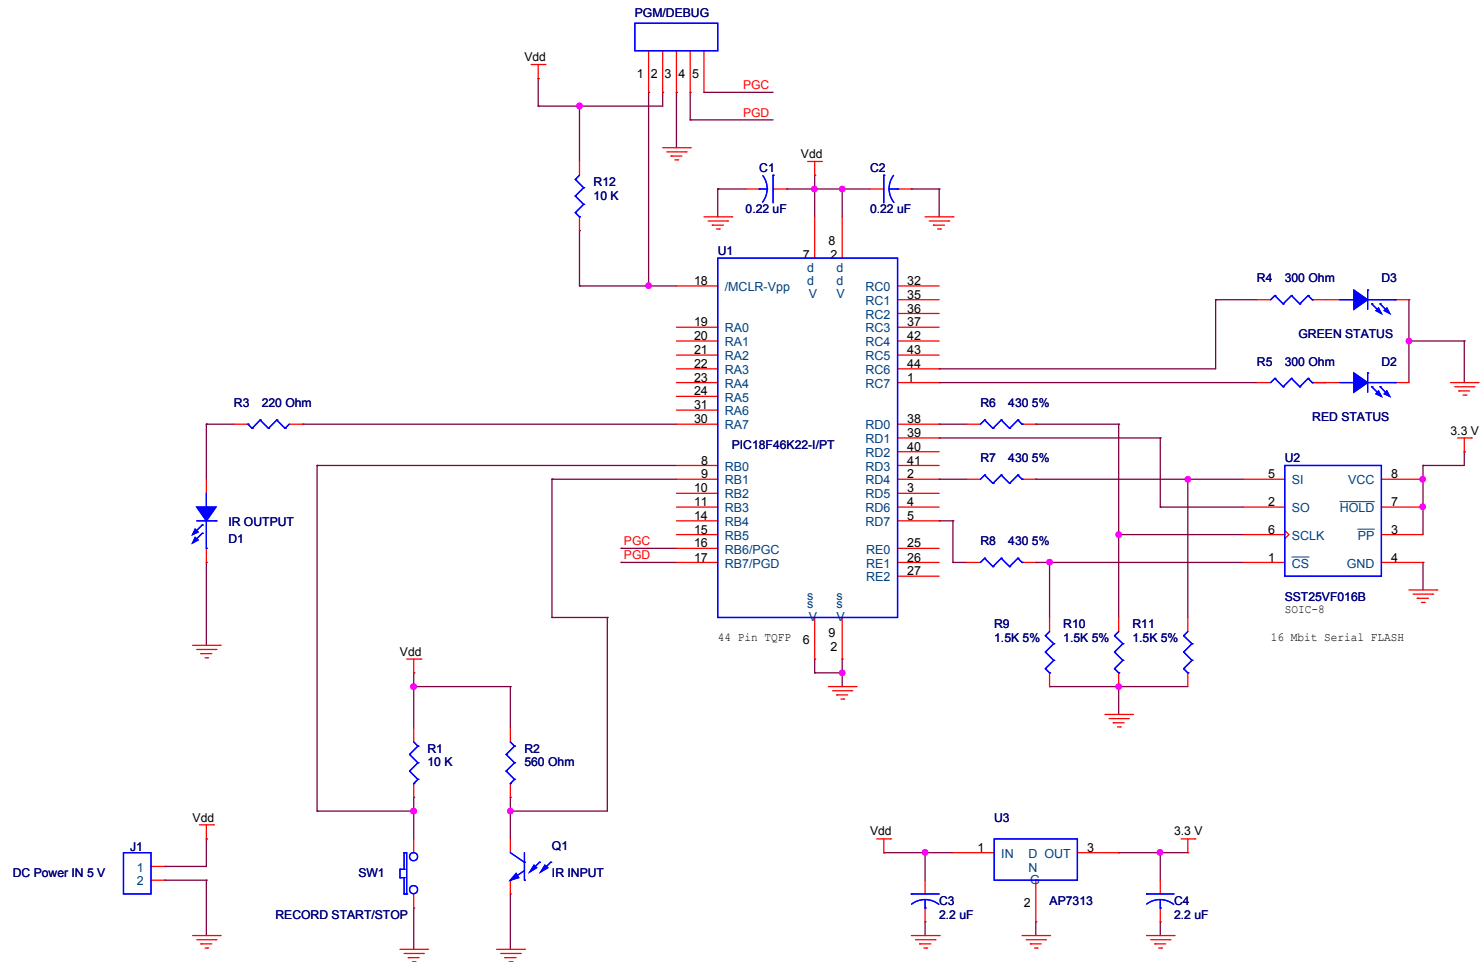 PGM/DEBUG
Vdd
1 2 3 4 5
PGC
PGD
R12
10 K
Vdd
C1
0.22 uF
C2
0.22 uF
U1
7
8
2
Vdd
Vdd
18 /MCLR-Vpp
19 RA0
20 RA1
21 RA2
22 RA3
23 RA4
24 RA5
31 RA6
30 RA7
8 RB0
9 RB1
10 RB2
11 RB3
14 RB4
15 RB5
PGC 16 RB6/PGC
PGD 17 RB7/PGD
PIC18F46K22-I/PT
RC0 32
RC1 35
RC2 36
RC3 37
RC4 42
RC5 43
RC6 44
RC7 1
RD0 38
RD1 39
RD2 40
RD3 41
RD4 2
RD5 3
RD6 4
RD7 5
RE0 25
RE1 26
RE2 27
Vss
Vss
44 Pin TQFP
6
9
2
R4 300 Ohm D3
GREEN STATUS
R5 300 Ohm D2
RED STATUS
R3 220 Ohm
IR OUTPUT
D1
R6 430 5%
R7 430 5%
R8 430 5%
R9
1.5K 5%
R10
1.5K 5%
R11
1.5K 5%
3.3 V
U2
5 SI VCC 8
2 SO HOLD 7
6 SCLK PP 3
1 CS GND 4
SST25VF016B
SOIC-8
16 Mbit Serial FLASH
Vdd
R1
10 K
R2
560 Ohm
SW1
RECORD START/STOP
Q1
IR INPUT
Vdd
J1
DC Power IN 5 V
1
2
U3
Vdd
3.3 V
1 IN GND OUT 3
2
AP7313
C3
2.2 uF
C4
2.2 uF